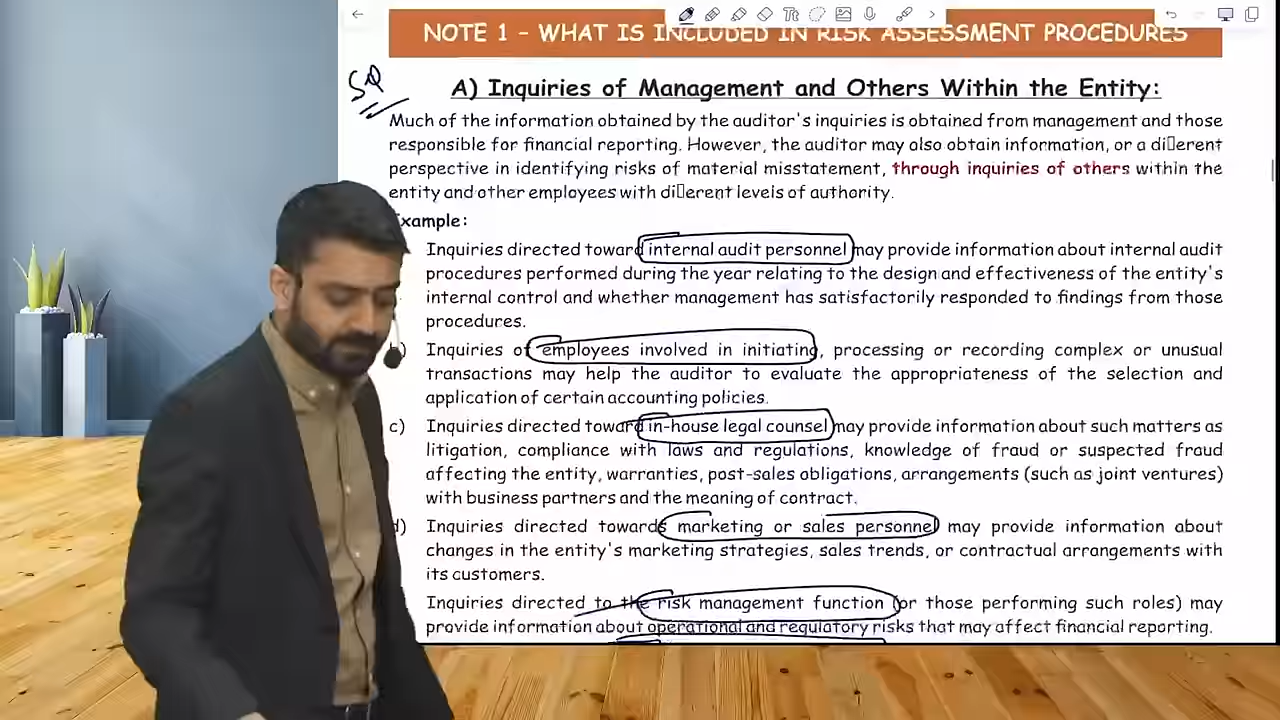 NOTE 1 - WHAT IS INCLUDED IN RISK ASSESSMENT PROCEDURES
SQ
A) Inquiries of Management and Others Within the Entity:
Much of the information obtained by the auditor's inquiries is obtained from management and those
responsible for financial reporting. However, the auditor may also obtain information, or a di▯erent
perspective in identifying risks of material misstatement, through inquiries of others within the
entity and other employees with di▯erent levels of authority.
xample:
Inquiries directed toward internal audit personnel may provide information about internal audit
procedures performed during the year relating to the design and effectiveness of the entity's
internal control and whether management has satisfactorily responded to findings from those
procedures.
) Inquiries of employees involved in initiating, processing or recording complex or unusual
transactions may help the auditor to evaluate the appropriateness of the selection and
application of certain accounting policies.
c) Inquiries directed toward in-house legal counsel may provide information about such matters as
litigation, compliance with laws and regulations, knowledge of fraud or suspected fraud
affecting the entity, warranties, post-sales obligations, arrangements (such as joint ventures)
with business partners and the meaning of contract.
d) Inquiries directed towards marketing or sales personnel may provide information about
changes in the entity's marketing strategies, sales trends, or contractual arrangements with
its customers.
Inquiries directed to the risk management function (or those performing such roles) may
provide information about operational and regulatory risks that may affect financial reporting.